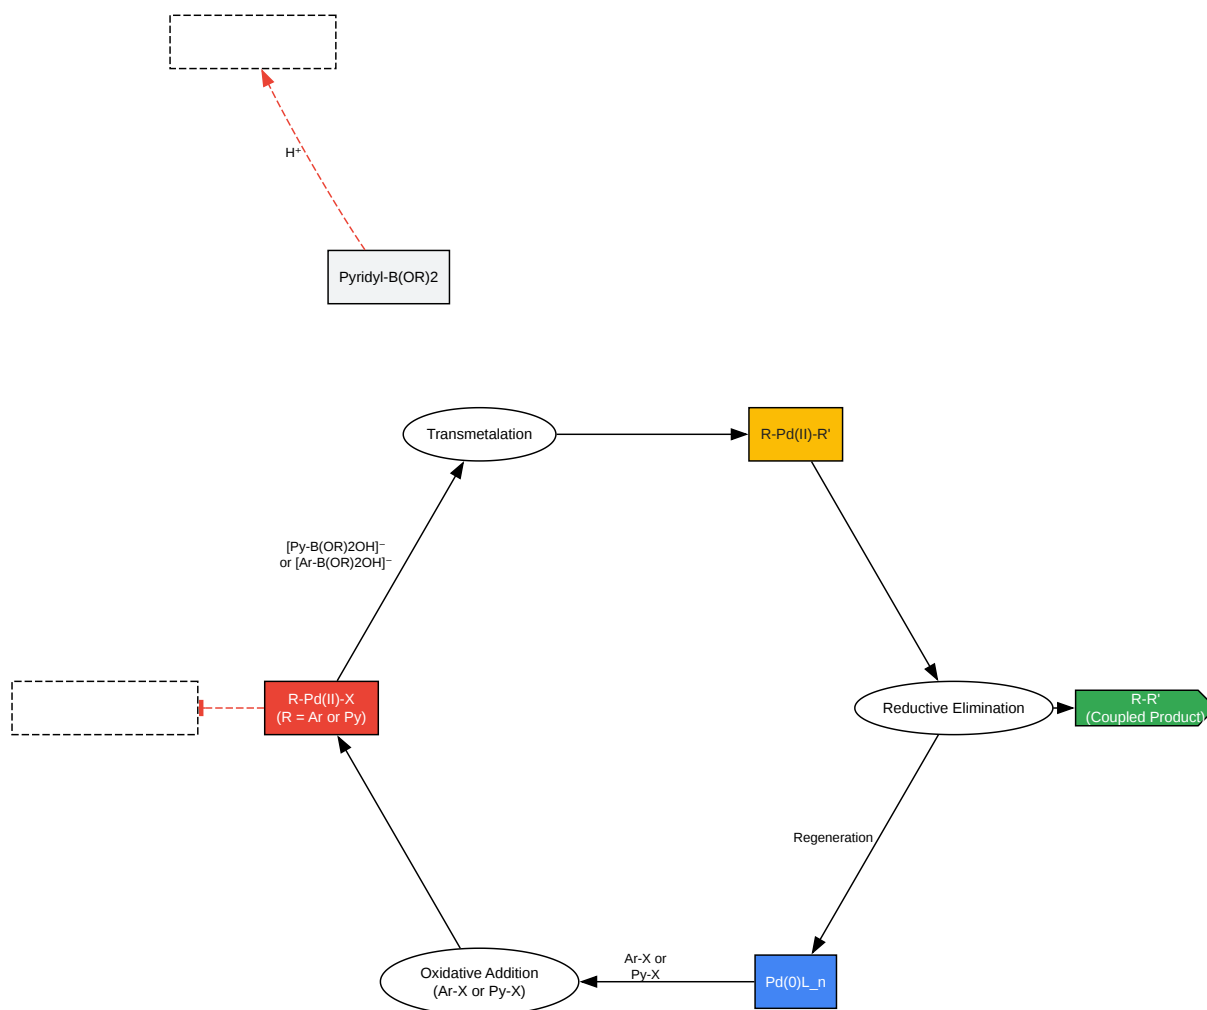 H⁺
Pyridyl-B(OR)2
Transmetalation
R-Pd(II)-R'
[Py-B(OR)2OH]⁻
or [Ar-B(OR)2OH]⁻
R-Pd(II)-X
(R = Ar or Py)
Reductive Elimination
R-R'
(Coupled Product)
Regeneration
Ar-X or
Py-X
Oxidative Addition
(Ar-X or Py-X)
Pd(0)L_n